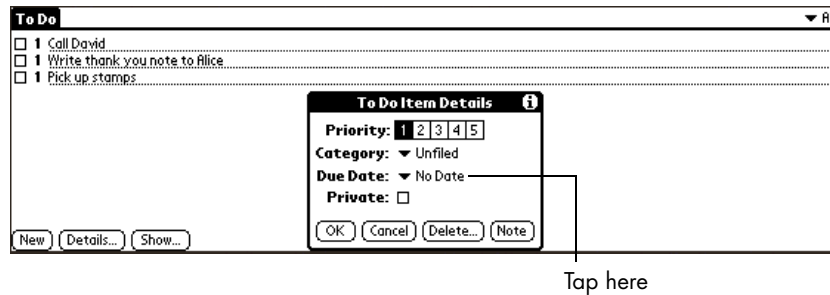 To Do
A
1 Call David
1 Write thank you note to Alice
1 Pick up stamps
To Do Item Details
i
Priority: 1 2 3 4 5
Category: Unfiled
Due Date: No Date
Private:
OK Cancel Delete... Note
New Details... Show...
Tap here